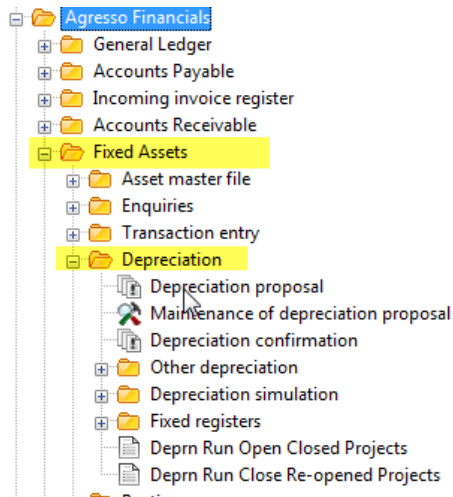 Agresso Financials
General Ledger
Accounts Payable
Incoming invoice register
Accounts Receivable
Fixed Assets
Asset master file
Enquiries
Transaction entry
Depreciation
Depreciation proposal
Maintenance of depreciation proposal
Depreciation confirmation
Other depreciation
Depreciation simulation
Fixed registers
Deprn Run Open Closed Projects
Deprn Run Close Re-opened Projects